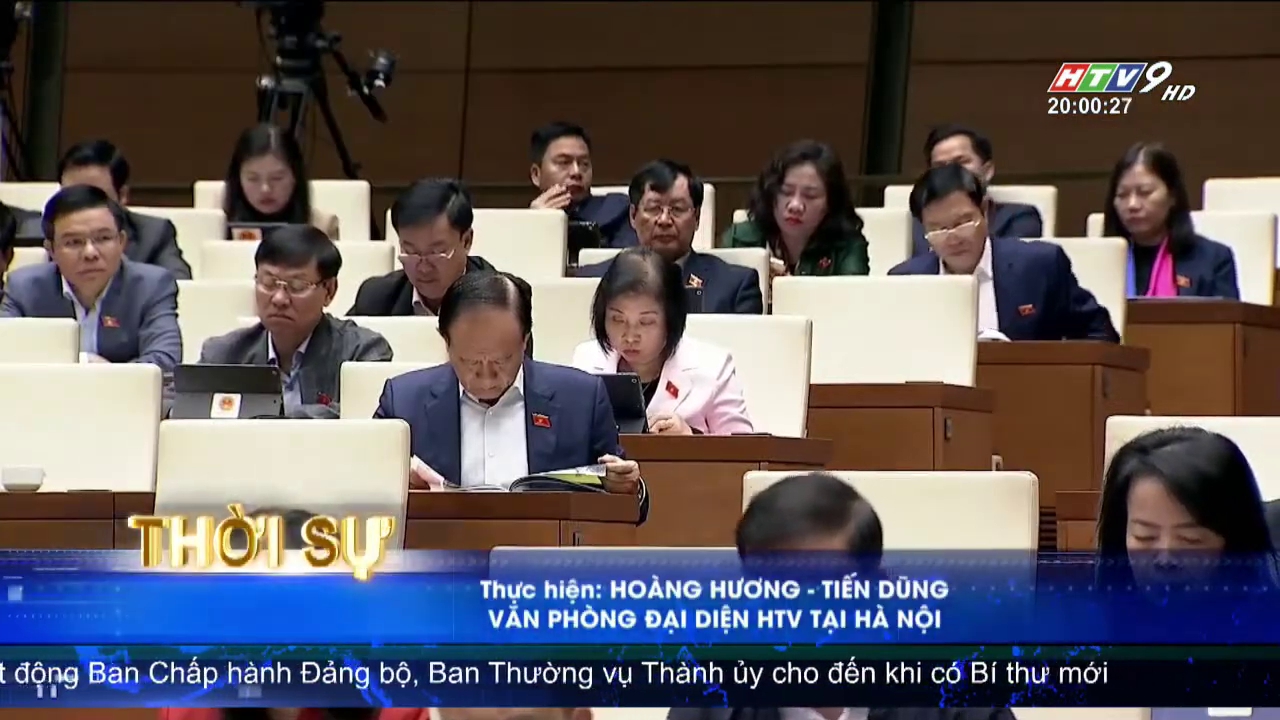 HTV9 HD
20:00:27
THỜI SỰ
Thực hiện: HOÀNG HƯƠNG - TIẾN DŨNG
VĂN PHÒNG ĐẠI DIỆN HTV TẠI HÀ NỘI
t động Ban Chấp hành Đảng bộ, Ban Thường vụ Thành ủy cho đến khi có Bí thư mới